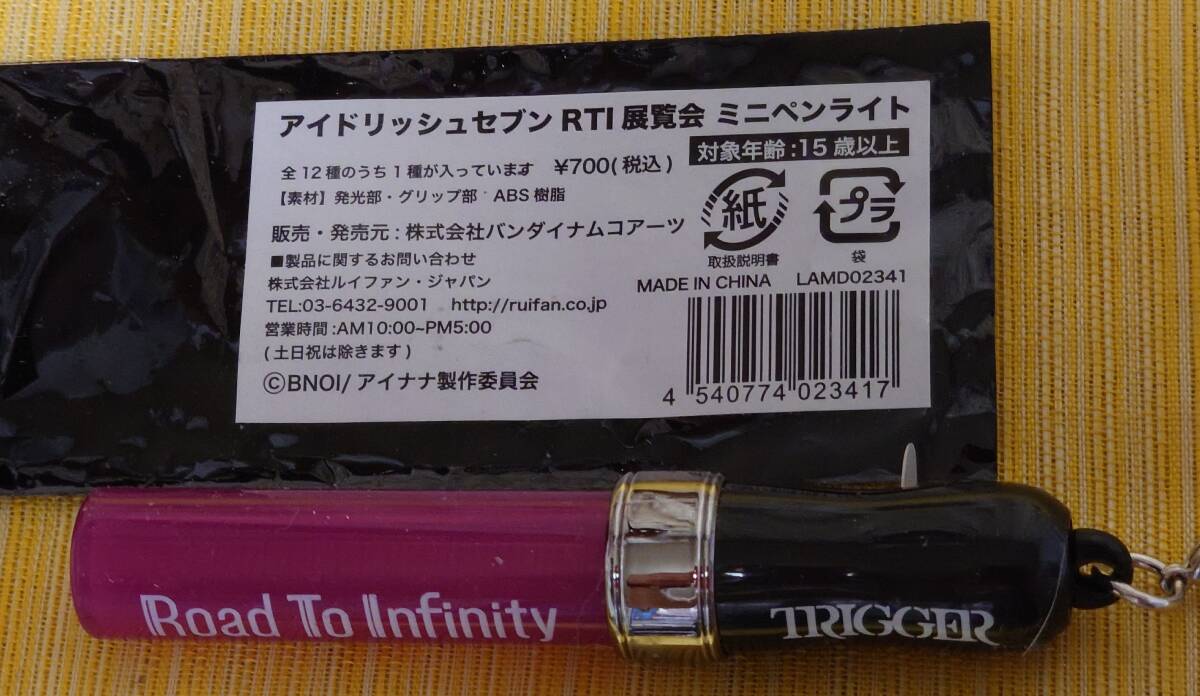 アイドリッシュセブン RTI 展覧会 ミニペンライト
対象年齢:15歳以上
全12種のうち1種が入っています ¥700(税込)
【素材】発光部・グリップ部 ABS樹脂
販売・発売元:株式会社バンダイナムコアーツ
■製品に関するお問い合わせ
株式会社ルイファン・ジャパン
TEL:03-6432-9001 http://ruifan.co.jp
営業時間:AM10:00~PM5:00
(土日祝は除きます)
©BNOI/アイナナ製作委員会
紙
取扱説明書
プラ
袋
MADE IN CHINA LAMD02341
4 540774 023417
Road To Infinity
TRIGGER